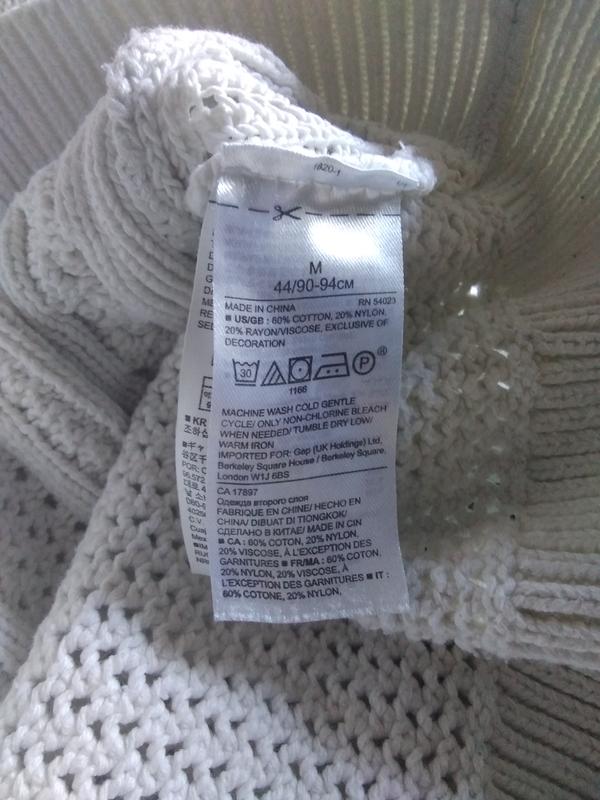 1820-1
M
44/90-94CM
MADE IN CHINA RN 54023
■ US/GB : 60% COTTON, 20% NYLON,
20% RAYON/VISCOSE, EXCLUSIVE OF
DECORATION
30 P ®
1166
MACHINE WASH COLD GENTLE
CYCLE/ ONLY NON-CHLORINE BLEACH
WHEN NEEDED/ TUMBLE DRY LOW/
WARM IRON
IMPORTED FOR: Gap (UK Holdings) Ltd,
Berkeley Square House / Berkeley Square,
London W1J 6BS
CA 17897
Одежда второго слоя
FABRIQUÉ EN CHINE/ HECHO EN
CHINA/ DIBUAT DI TIONGKOK/
СДЕЛАНО В КИТАЕ/ MADE IN CIN
■ CA : 60% COTON, 20% NYLON,
20% VISCOSE, À L'EXCEPTION DES
GARNITURES ■ FR/MA : 60% COTON,
20% NYLON, 20% VISCOSE, À
L'EXCEPTION DES GARNITURES ■ IT :
60% COTONE, 20% NYLON,
■ KR